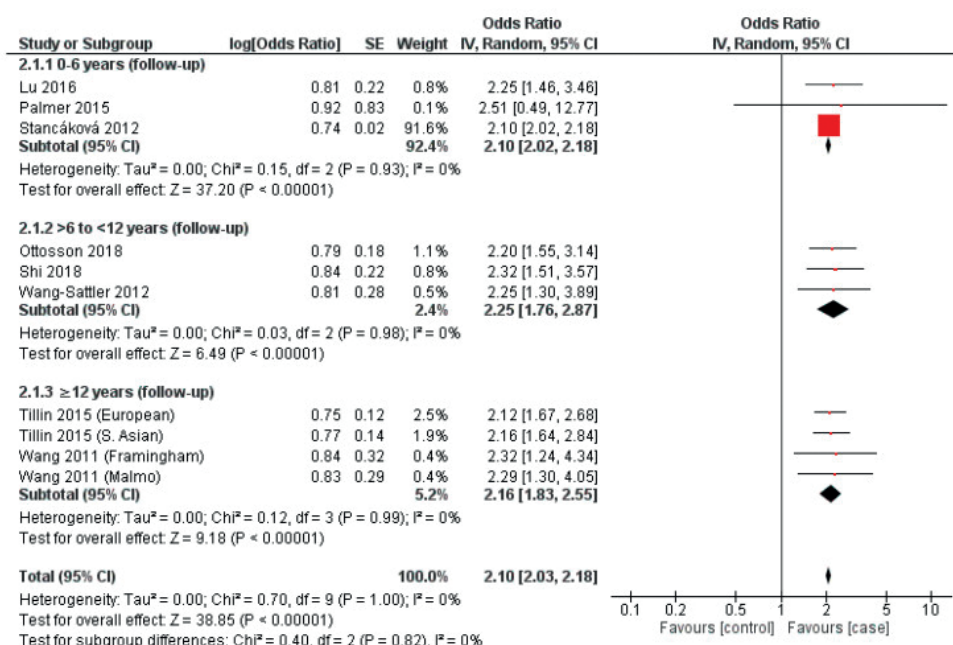 Odds Ratio Odds Ratio
Study or Subgroup log[Odds Ratio] SE Weight IV, Random, 95% CI IV, Random, 95% CI
2.1.1 0-6 years (follow-up)
Lu 2016 0.81 0.22 0.8% 2.25 [1.46, 3.46]
Palmer 2015 0.92 0.83 0.1% 2.51 [0.49, 12.77]
Stancáková 2012 0.74 0.02 91.6% 2.10 [2.02, 2.18]
Subtotal (95% CI) 92.4% 2.10 [2.02, 2.18]
Heterogeneity: Tau² = 0.00; Chi² = 0.15, df = 2 (P = 0.93); I² = 0%
Test for overall effect: Z = 37.20 (P < 0.00001)
2.1.2 >6 to <12 years (follow-up)
Ottosson 2018 0.79 0.18 1.1% 2.20 [1.55, 3.14]
Shi 2018 0.84 0.22 0.8% 2.32 [1.51, 3.57]
Wang-Sattler 2012 0.81 0.28 0.5% 2.25 [1.30, 3.89]
Subtotal (95% CI) 2.4% 2.25 [1.76, 2.87]
Heterogeneity: Tau² = 0.00; Chi² = 0.03, df = 2 (P = 0.98); I² = 0%
Test for overall effect: Z = 6.49 (P < 0.00001)
2.1.3 ≥12 years (follow-up)
Tillin 2015 (European) 0.75 0.12 2.5% 2.12 [1.67, 2.68]
Tillin 2015 (S. Asian) 0.77 0.14 1.9% 2.16 [1.64, 2.84]
Wang 2011 (Framingham) 0.84 0.32 0.4% 2.32 [1.24, 4.34]
Wang 2011 (Malmo) 0.83 0.29 0.4% 2.29 [1.30, 4.05]
Subtotal (95% CI) 5.2% 2.16 [1.83, 2.55]
Heterogeneity: Tau² = 0.00; Chi² = 0.12, df = 3 (P = 0.99); I² = 0%
Test for overall effect: Z = 9.18 (P < 0.00001)
Total (95% CI) 100.0% 2.10 [2.03, 2.18]
Heterogeneity: Tau² = 0.00; Chi² = 0.70, df = 9 (P = 1.00); I² = 0%
Test for overall effect: Z = 38.85 (P < 0.00001)
Test for subgroup differences: Chi² = 0.40, df = 2 (P = 0.82), I² = 0%
0.1 0.2 0.5 1 2 5 10
Favours [control] Favours [case]